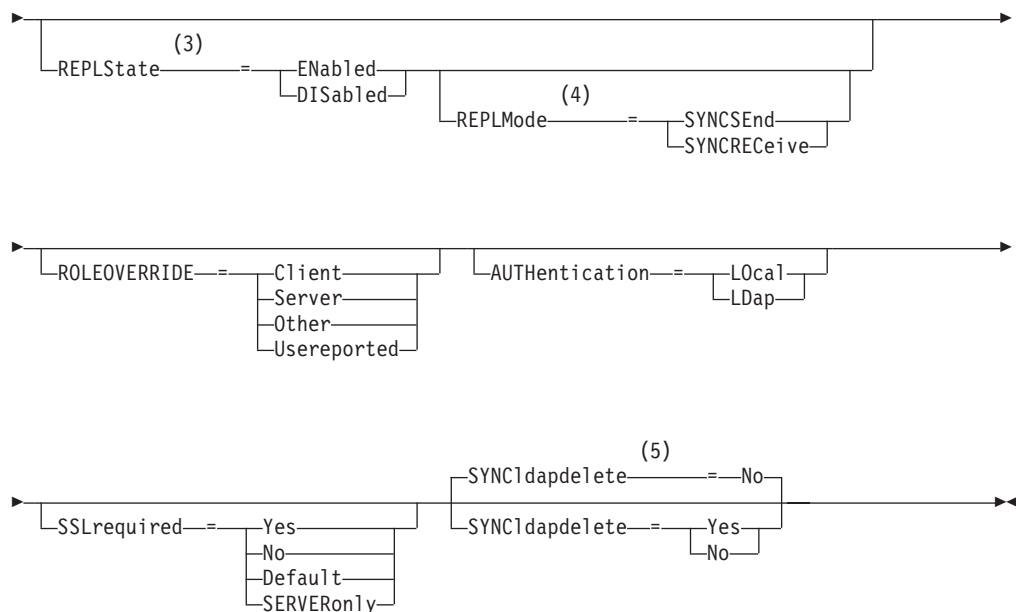 (3)
REPLState = ENabled
DISabled
(4)
REPLMode = SYNCSEnd
SYNCRECeive
ROLEOVERRIDE = Client
Server
Other
Usereported
AUTHentication = LOcal
LDap
(5)
SYNCldapdelete = No
SSLrequired = Yes
No
Default
SERVERonly
SYNCldapdelete = Yes
No